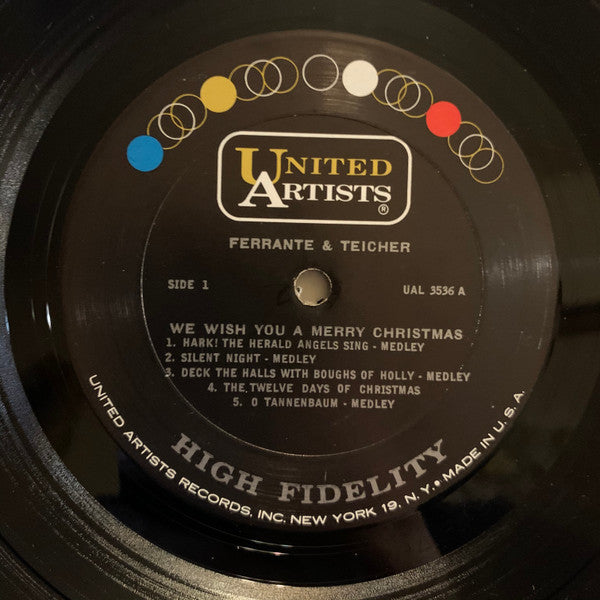 UNITED
ARTISTS
®
FERRANTE & TEICHER
SIDE 1
UAL 3536 A
WE WISH YOU A MERRY CHRISTMAS
1. HARK! THE HERALD ANGELS SING - MEDLEY
2. SILENT NIGHT - MEDLEY
3. DECK THE HALLS WITH BOUGHS OF HOLLY - MEDLEY
4. THE TWELVE DAYS OF CHRISTMAS
5. O TANNENBAUM - MEDLEY
HIGH FIDELITY
UNITED ARTISTS RECORDS, INC. NEW YORK 19, N. Y. • MADE IN U. S. A.